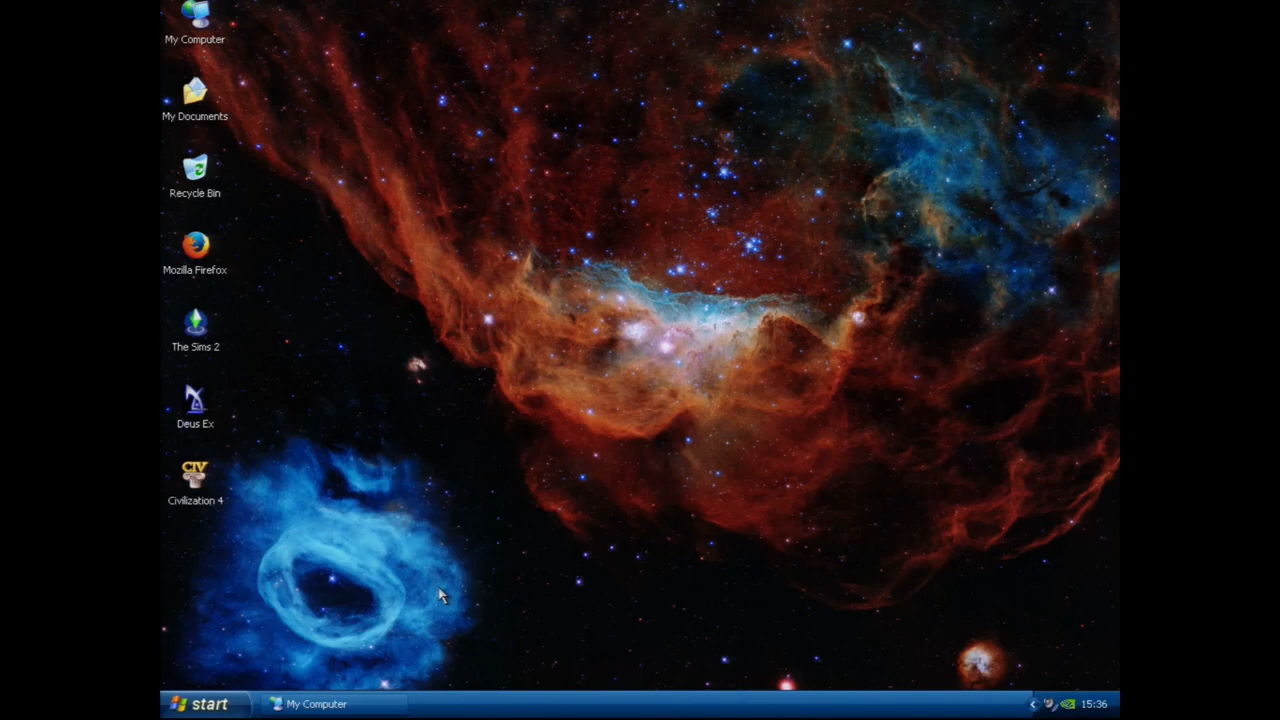 My Computer
My Documents
Recycle Bin
Mozilla Firefox
The Sims 2
Deus Ex
CIV
Civilization 4
start
My Computer
15:36